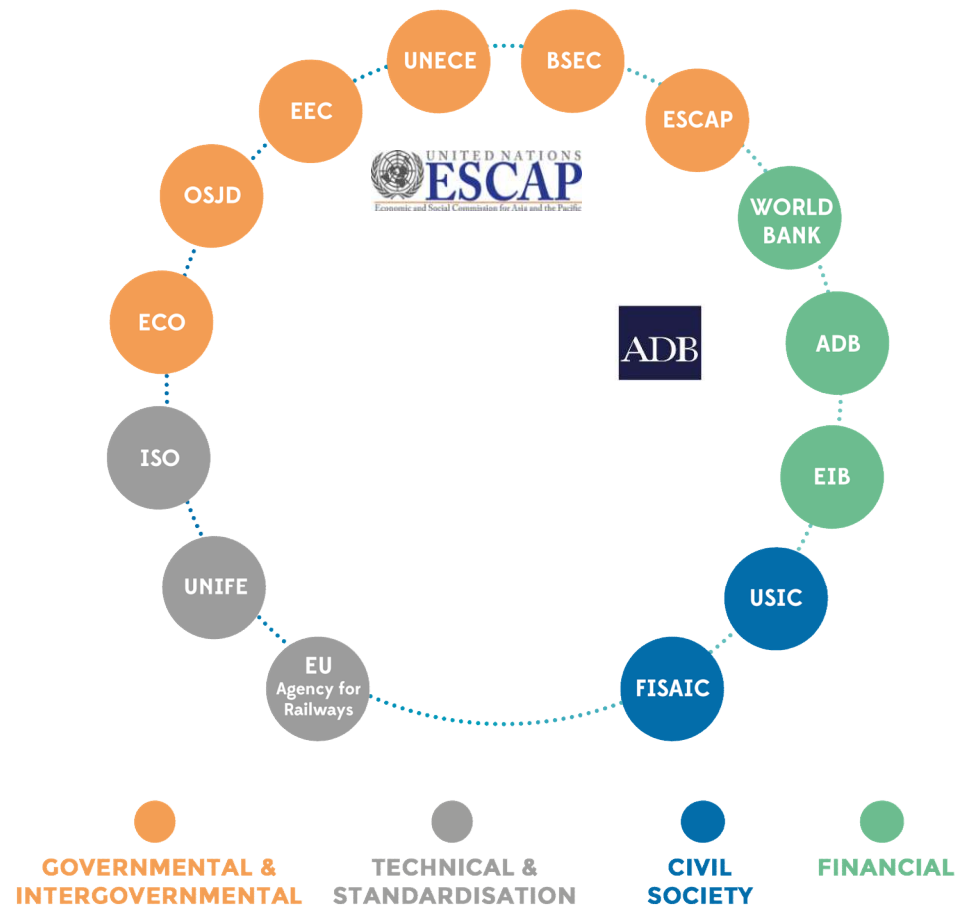 UNECE
BSEC
EEC
ESCAP
UNITED NATIONS
ESCAP
Economic and Social Commission for Asia and the Pacific
OSJD
WORLD
BANK
ECO
ADB
ADB
ISO
EIB
UNIFE
USIC
EU
Agency for
Railways
FISAIC
GOVERNMENTAL &
INTERGOVERNMENTAL
TECHNICAL &
STANDARDISATION
CIVIL
SOCIETY
FINANCIAL